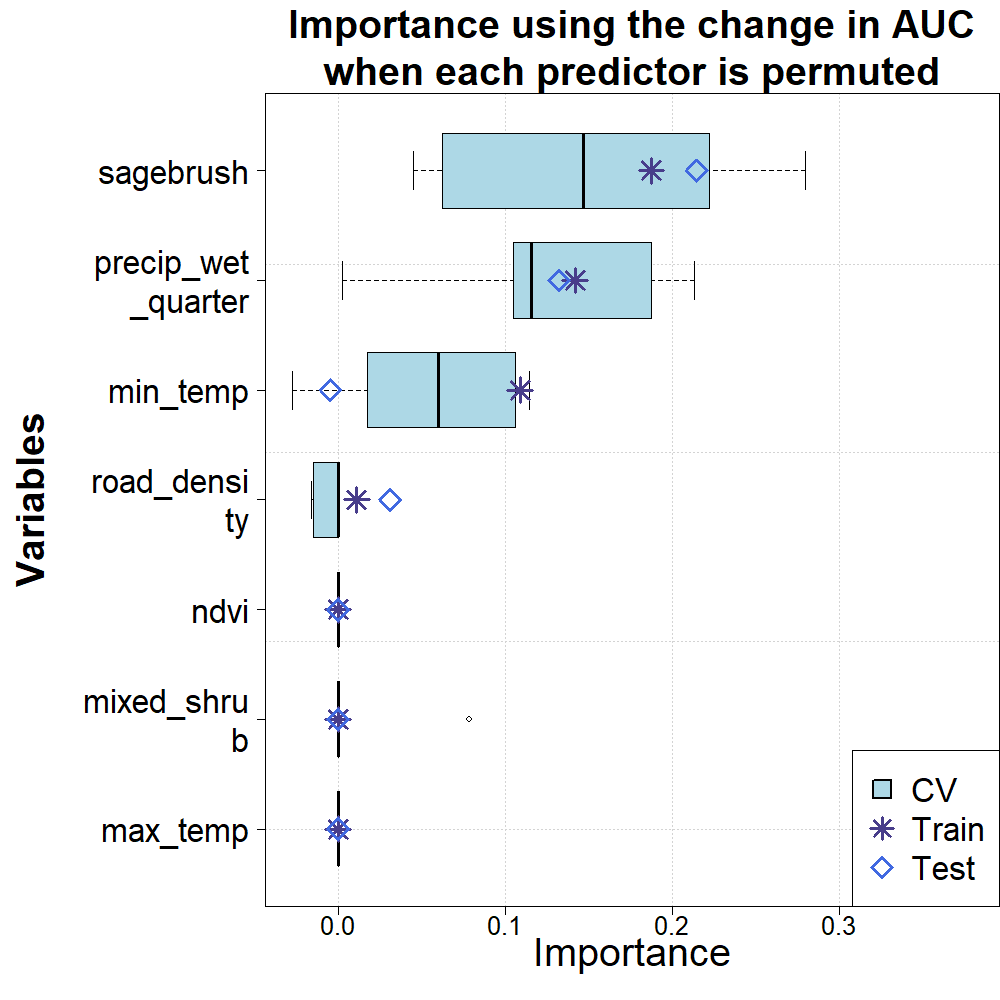 Importance using the change in AUC
when each predictor is permuted
Variables
sagebrush
precip_wet
_quarter
min_temp
road_densi
ty
ndvi
mixed_shru
b
max_temp
CV
Train
Test
0.0 0.1 0.2 0.3
Importance